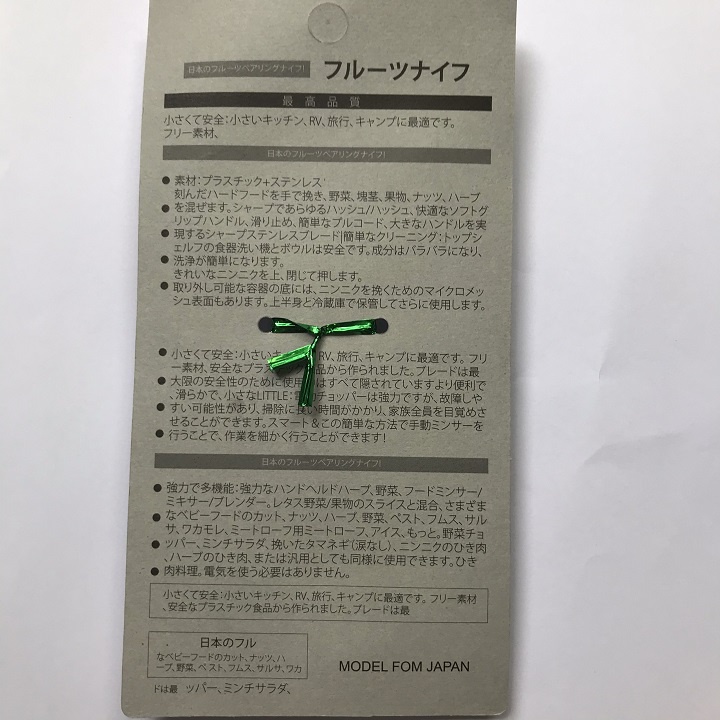 日本のフルーツペアリングナイフ! フルーツナイフ
最高品質
小さくて安全:小さいキッチン、RV、旅行、キャンプに最適です。
フリー素材、
日本のフルーツペアリングナイフ!
● 素材:プラスチック+ステンレス
刻んだハードフードを手で挽き、野菜、塊茎、果物、ナッツ、ハーブ
● を混ぜます。シャープであらゆるハッシュ/ハッシュ、快適なソフトグ
リップハンドル、滑り止め、簡単なプルコード、大きなハンドルを実
● 現するシャープステンレスブレード|簡単なクリーニング:トップシ
ェルフの食器洗い機とボウルは安全です。成分はバラバラになり、
● 洗浄が簡単になります。
きれいなニンニクを上、閉じて押します。
● 取り外し可能な容器の底には、ニンニクを挽くためのマイクロメッ
シュ表面もあります。上半身と冷蔵庫で保管してさらに使用します。
● 小さくて安全:小さいキッチン、RV、旅行、キャンプに最適です。 フリ
ー素材、安全なプラス 品から作られました。ブレードは最
● 大限の安全性のために使用 はすべて隠されていますより便利で
、滑らかで、小さなLITTLE: チョッパーは強力ですが、故障しや
● すい可能性があり、掃除に長い時間がかかり、家族全員を目覚めさ
せることができます。スマート&この簡単な方法で手動ミンサーを
● 行うことで、作業を細かく行うことができます!
日本のフルーツペアリングナイフ!
● 強力で多機能:強力なハンドヘルドハーブ、野菜、フードミンサー/
ミキサー/ブレンダー。レタス野菜/果物のスライスと混合、さまざま
● なベビーフードのカット、ナッツ、ハーブ、野菜、ペスト、フムス、サル
サ、ワカモレ、ミートローフ用ミートローフ、アイス、もっと。野菜チョ
● ッパー、ミンチサラダ、挽いたタマネギ(涙なし)、ニンニクのひき肉
、ハーブのひき肉、または汎用としても同様に使用できます。ひき
● 肉料理。電気を使う必要はありません。
小さくて安全:小さいキッチン、RV、旅行、キャンプに最適です。 フリー素材
、安全なプラスチック食品から作られました。ブレードは最
日本のフル
なベビーフードのカット、ナッツ、ハ
ーブ、野菜、ペスト、フムス、サルサ、ワカ
MODEL FOM JAPAN
ドは最 ッパー、ミンチサラダ、